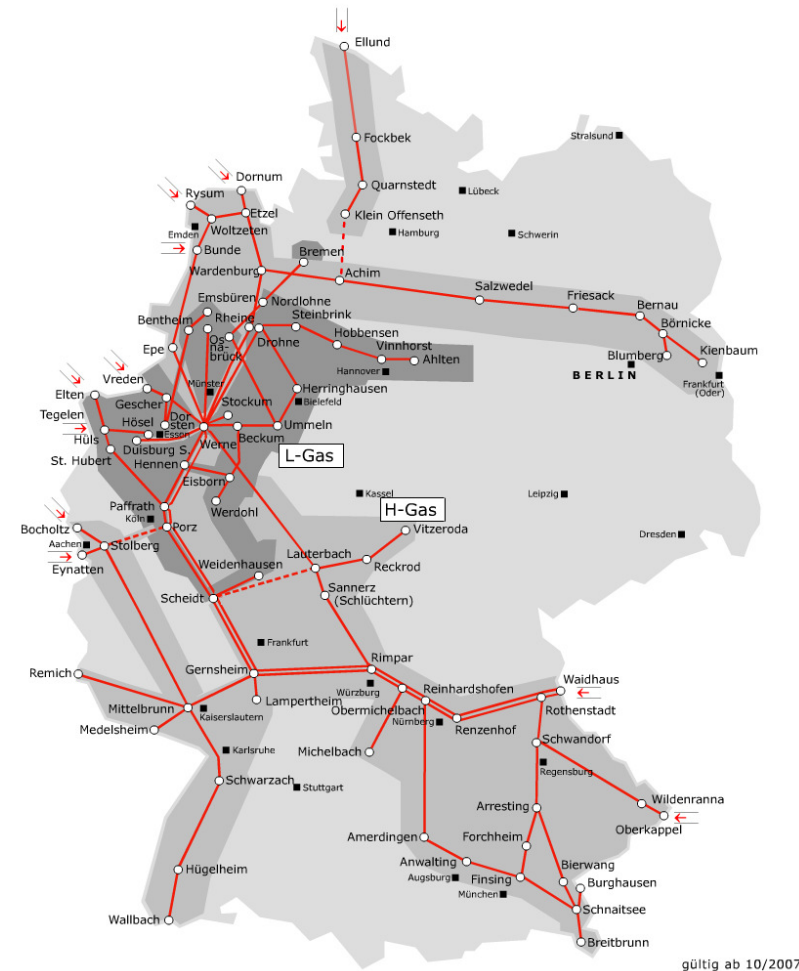 Ellund
Fockbek
Stralsund
Quarnstedt
Lübeck
Dornum
Rysum
Etzel
Klein Offenseth
Woltzeten
Emden
Hamburg
Schwerin
Bunde
Bremen
Wardenburg
Achim
Salzwedel
Friesack
Bernau
Emsbüren
Nordlohne
Börnicke
Bentheim
Rheine
Steinbrink
Hobbensen
Os-
na-
brück
Drohne
Vinnhorst
Epe
Ahlten
Blumberg
Kienbaum
Hannover
BERLIN
Frankfurt
(Oder)
Vreden
Münster
Herringhausen
Elten
Gescher
Stockum
Bielefeld
Tegelen
Hösel
Dor
sten
Essen
Ummeln
Hüls
Duisburg S.
Werne
Beckum
St. Hubert
Hennen
L-Gas
Eisborn
Kassel
Leipzig
Paffrath
Werdohl
H-Gas
Köln
Porz
Vitzeroda
Bocholtz
Dresden
Aachen
Stolberg
Lauterbach
Reckrod
Eynatten
Weidenhausen
Sannerz
(Schlüchtern)
Scheidt
Frankfurt
Rimpar
Remich
Gernsheim
Waidhaus
Würzburg
Reinhardshofen
Rothenstadt
Lampertheim
Obermichelbach
Mittelbrunn
Kaiserslautern
Nürnberg
Renzenhof
Medelsheim
Schwandorf
Karlsruhe
Michelbach
Regensburg
Schwarzach
Stuttgart
Wildenranna
Arresting
Oberkappel
Amerdingen
Forchheim
Anwalting
Bierwang
Hügelheim
Augsburg
Finsing
Burghausen
München
Schnaitsee
Wallbach
Breitbrunn
gültig ab 10/2007